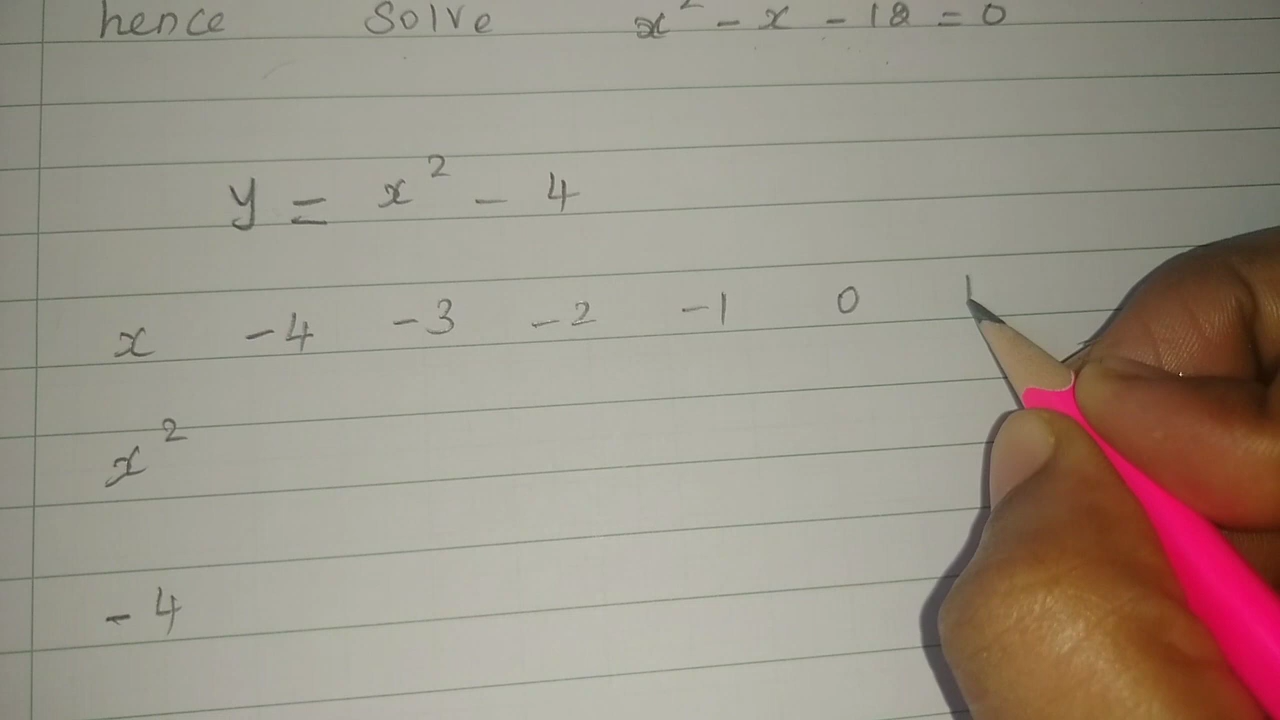 hence solve x² - x - 12 = 0
y = x² - 4
x -4 -3 -2 -1 0 1
x²
-4